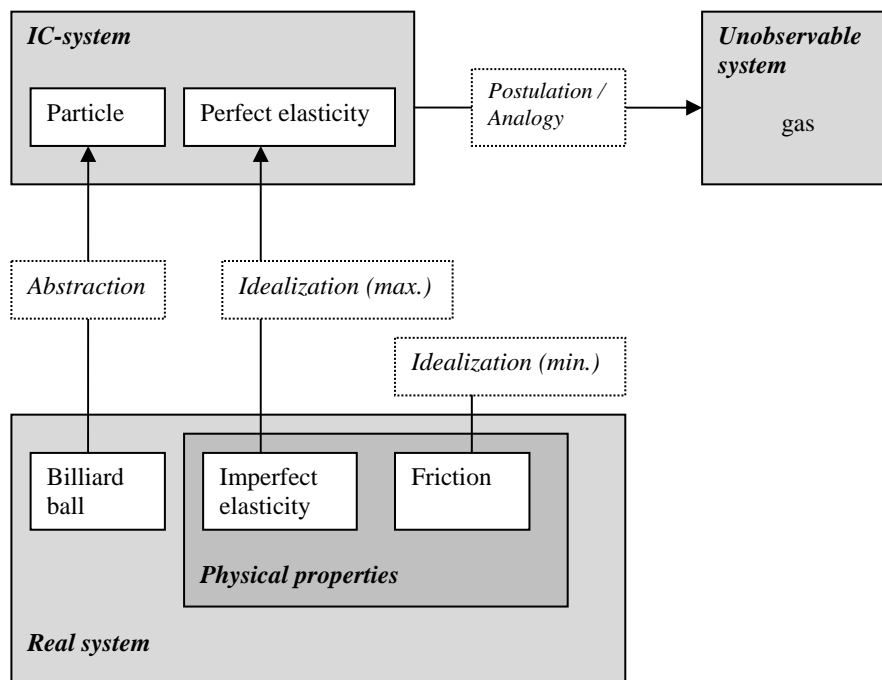 IC-system
Particle
Perfect elasticity
Postulation /
Analogy
Unobservable
system
gas
Abstraction
Idealization (max.)
Idealization (min.)
Billiard
ball
Imperfect
elasticity
Friction
Physical properties
Real system